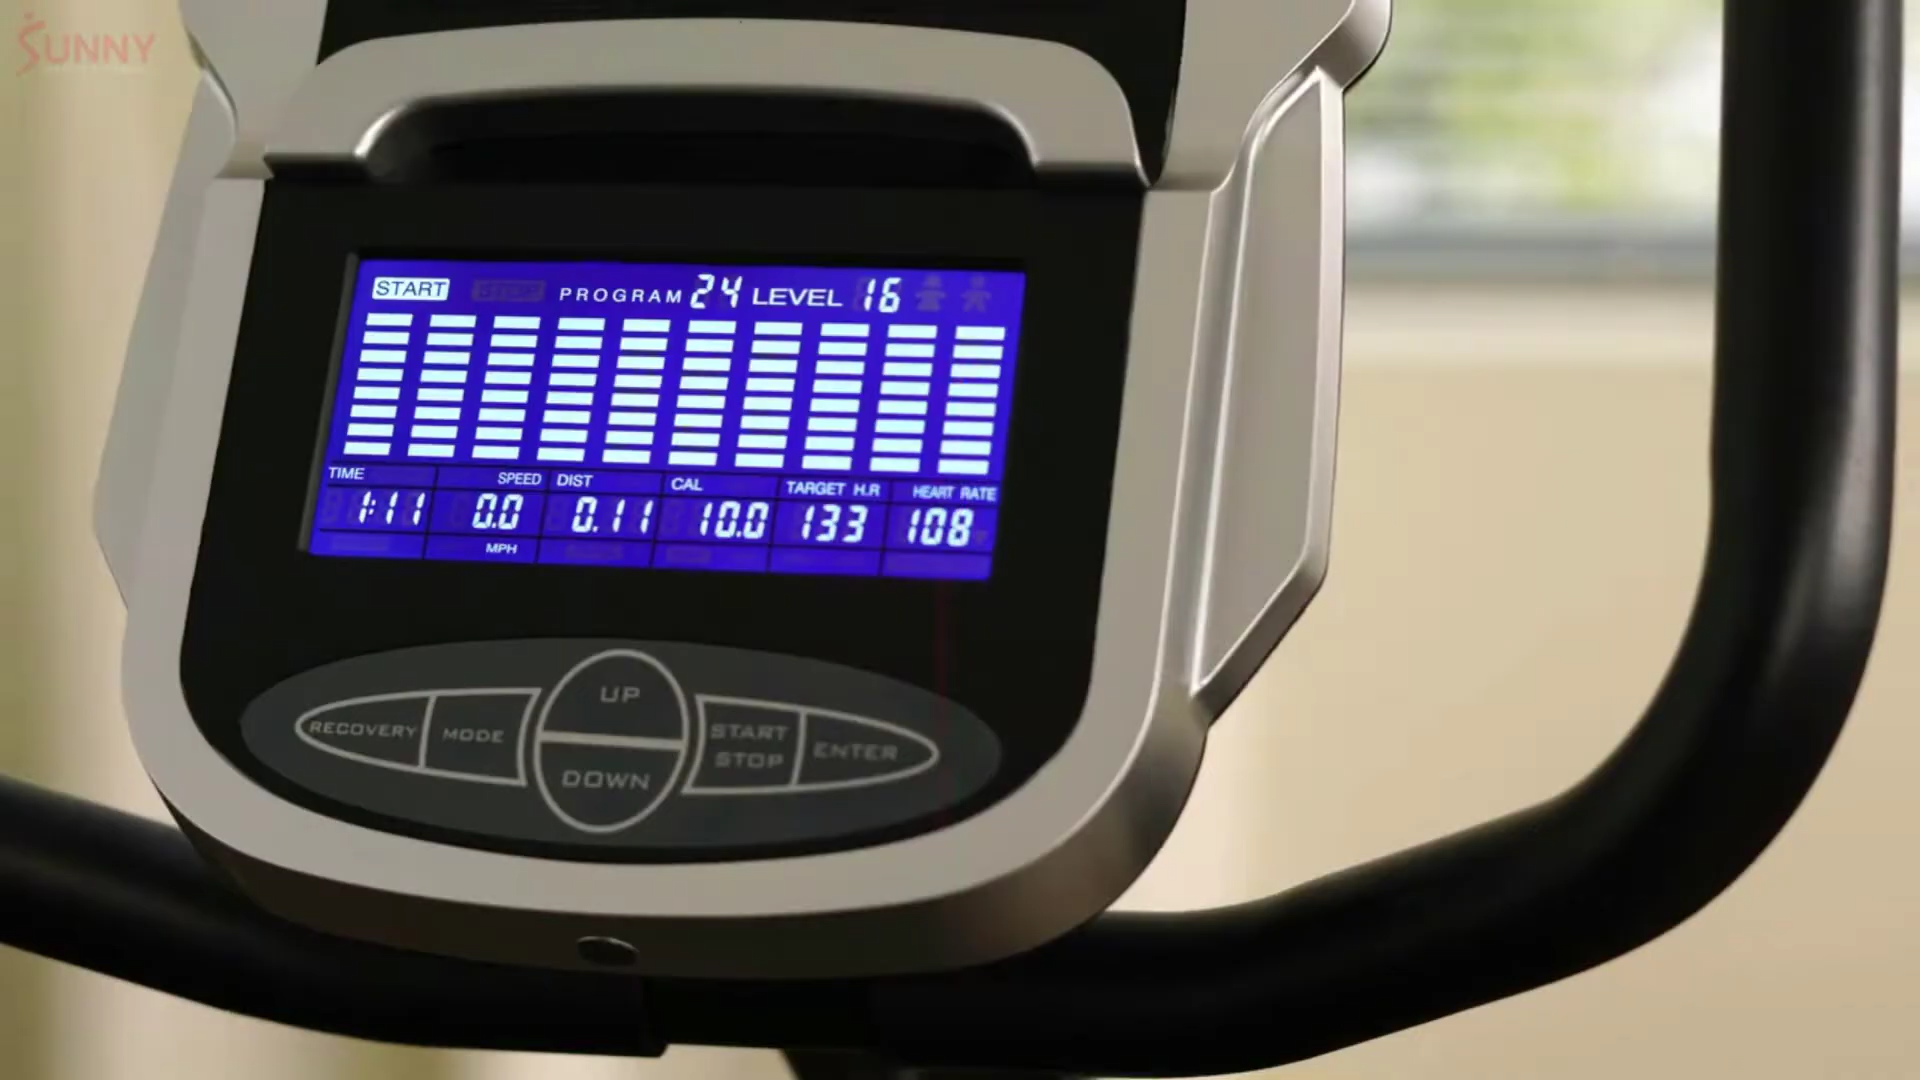 SUNNY
START STOP PROGRAM 24 LEVEL 16
TIME SPEED DIST CAL TARGET H.R HEART RATE
1:11 0.0 0.11 10.0 133 108
MPH
RECOVERY MODE UP DOWN START STOP ENTER